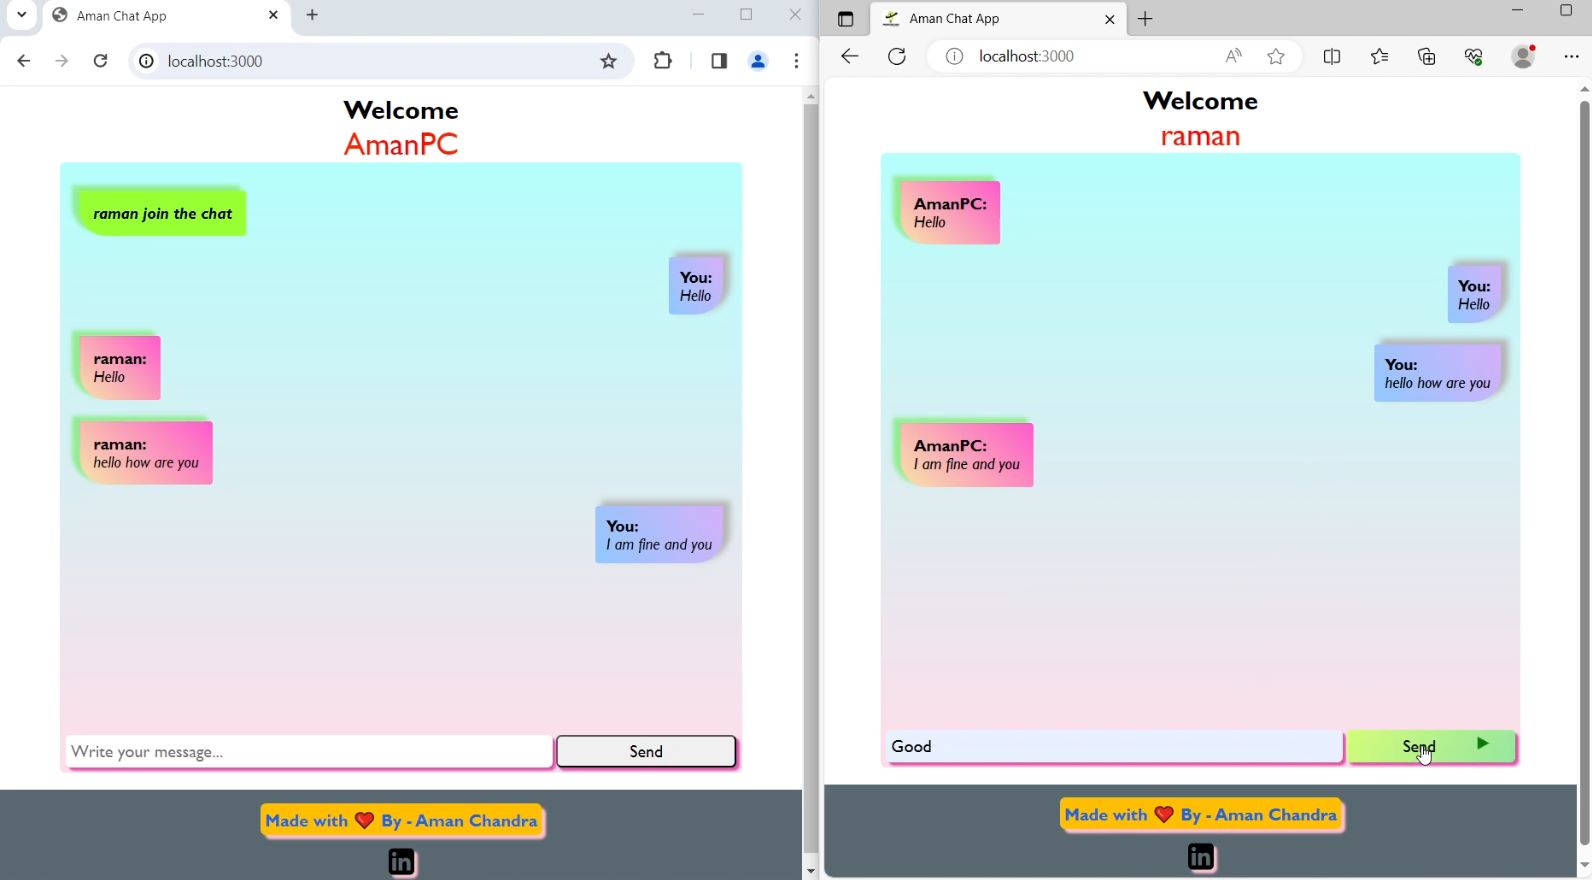 Aman Chat App
localhost:3000
Welcome
AmanPC
raman join the chat
You:
Hello
raman:
Hello
raman:
hello how are you
You:
I am fine and you
Write your message...
Send
Made with ❤️ By - Aman Chandra
in
Aman Chat App
localhost:3000
Welcome
raman
AmanPC:
Hello
You:
Hello
You:
hello how are you
AmanPC:
I am fine and you
Good
Send
Made with ❤️ By - Aman Chandra
in